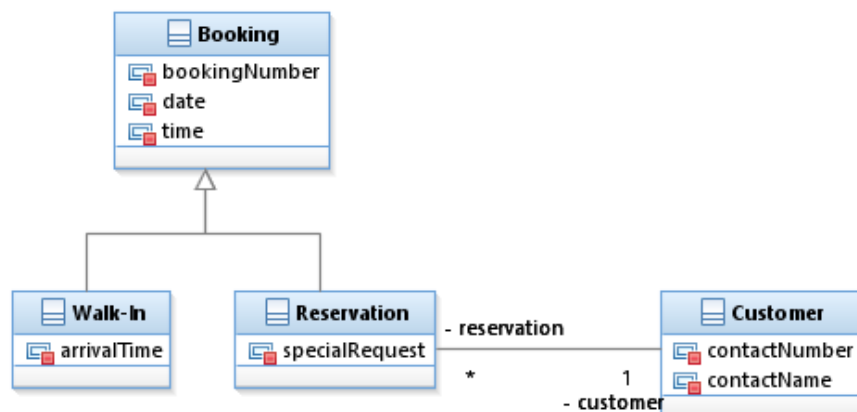 Booking
bookingNumber
date
time
Walk-In
arrivalTime
Reservation
specialRequest
- reservation
*
1
- customer
Customer
contactNumber
contactName